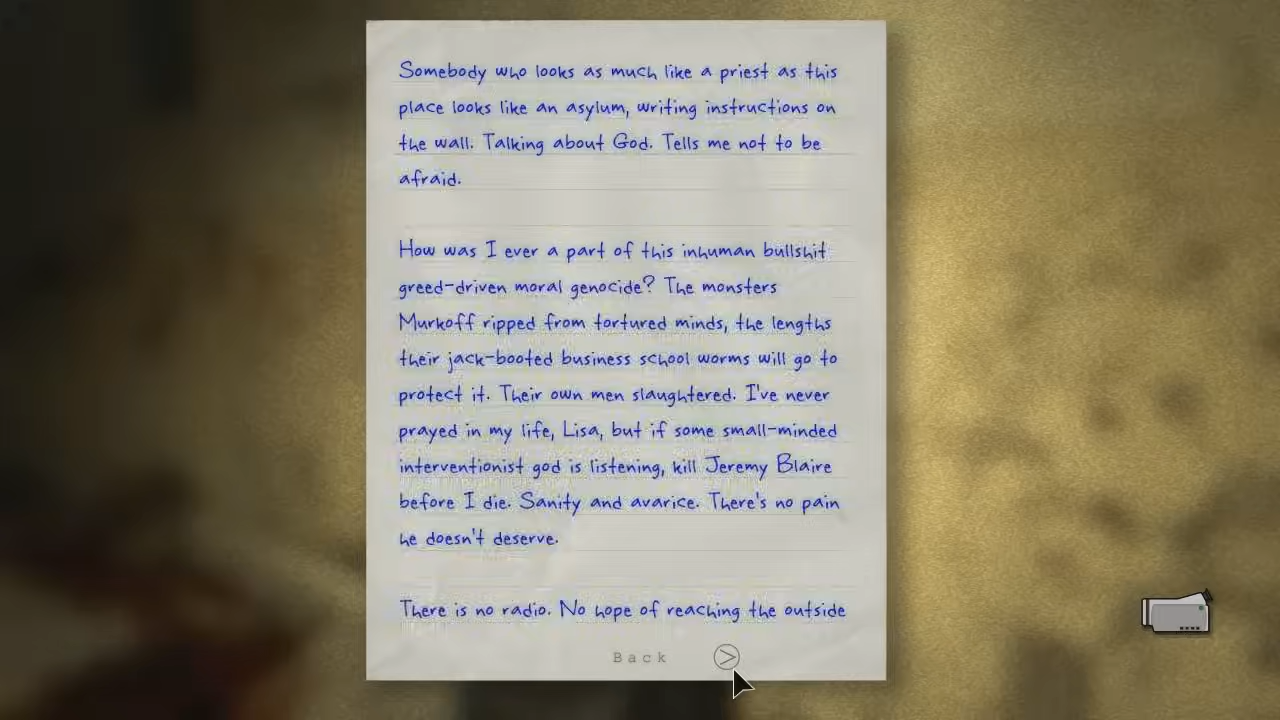 Somebody who looks as much like a priest as this
place looks like an asylum, writing instructions on
the wall. Talking about God. Tells me not to be
afraid.
How was I ever a part of this inhuman bullshit
greed-driven moral genocide? The monsters
Murkoff ripped from tortured minds, the lengths
their jack-booted business school worms will go to
protect it. Their own men slaughtered. I've never
prayed in my life, Lisa, but if some small-minded
interventionist god is listening, kill Jeremy Blaire
before I die. Sanity and avarice. There's no pain
he doesn't deserve.
There is no radio. No hope of reaching the outside
Back >